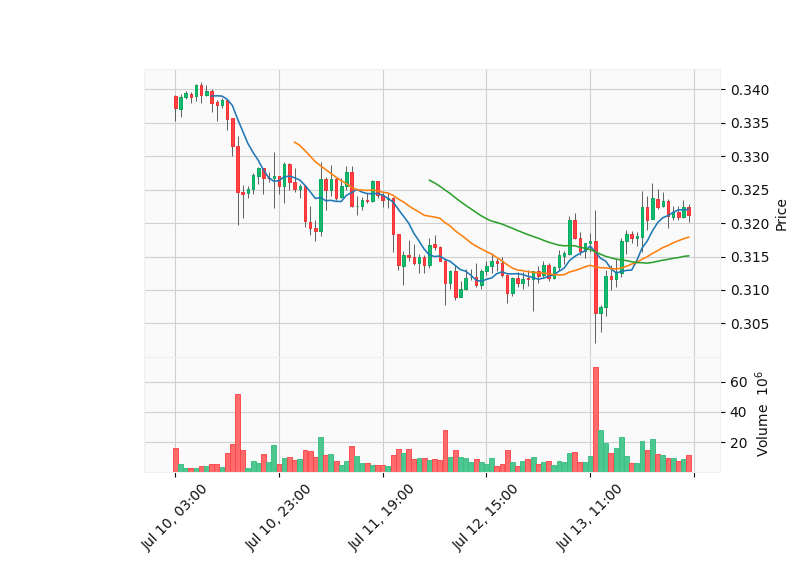 0.340
0.335
0.330
0.325
0.320
0.315
0.310
0.305
Price
60
40
20
Volume 10⁶
Jul 10, 03:00
Jul 10, 23:00
Jul 11, 19:00
Jul 12, 15:00
Jul 13, 11:00